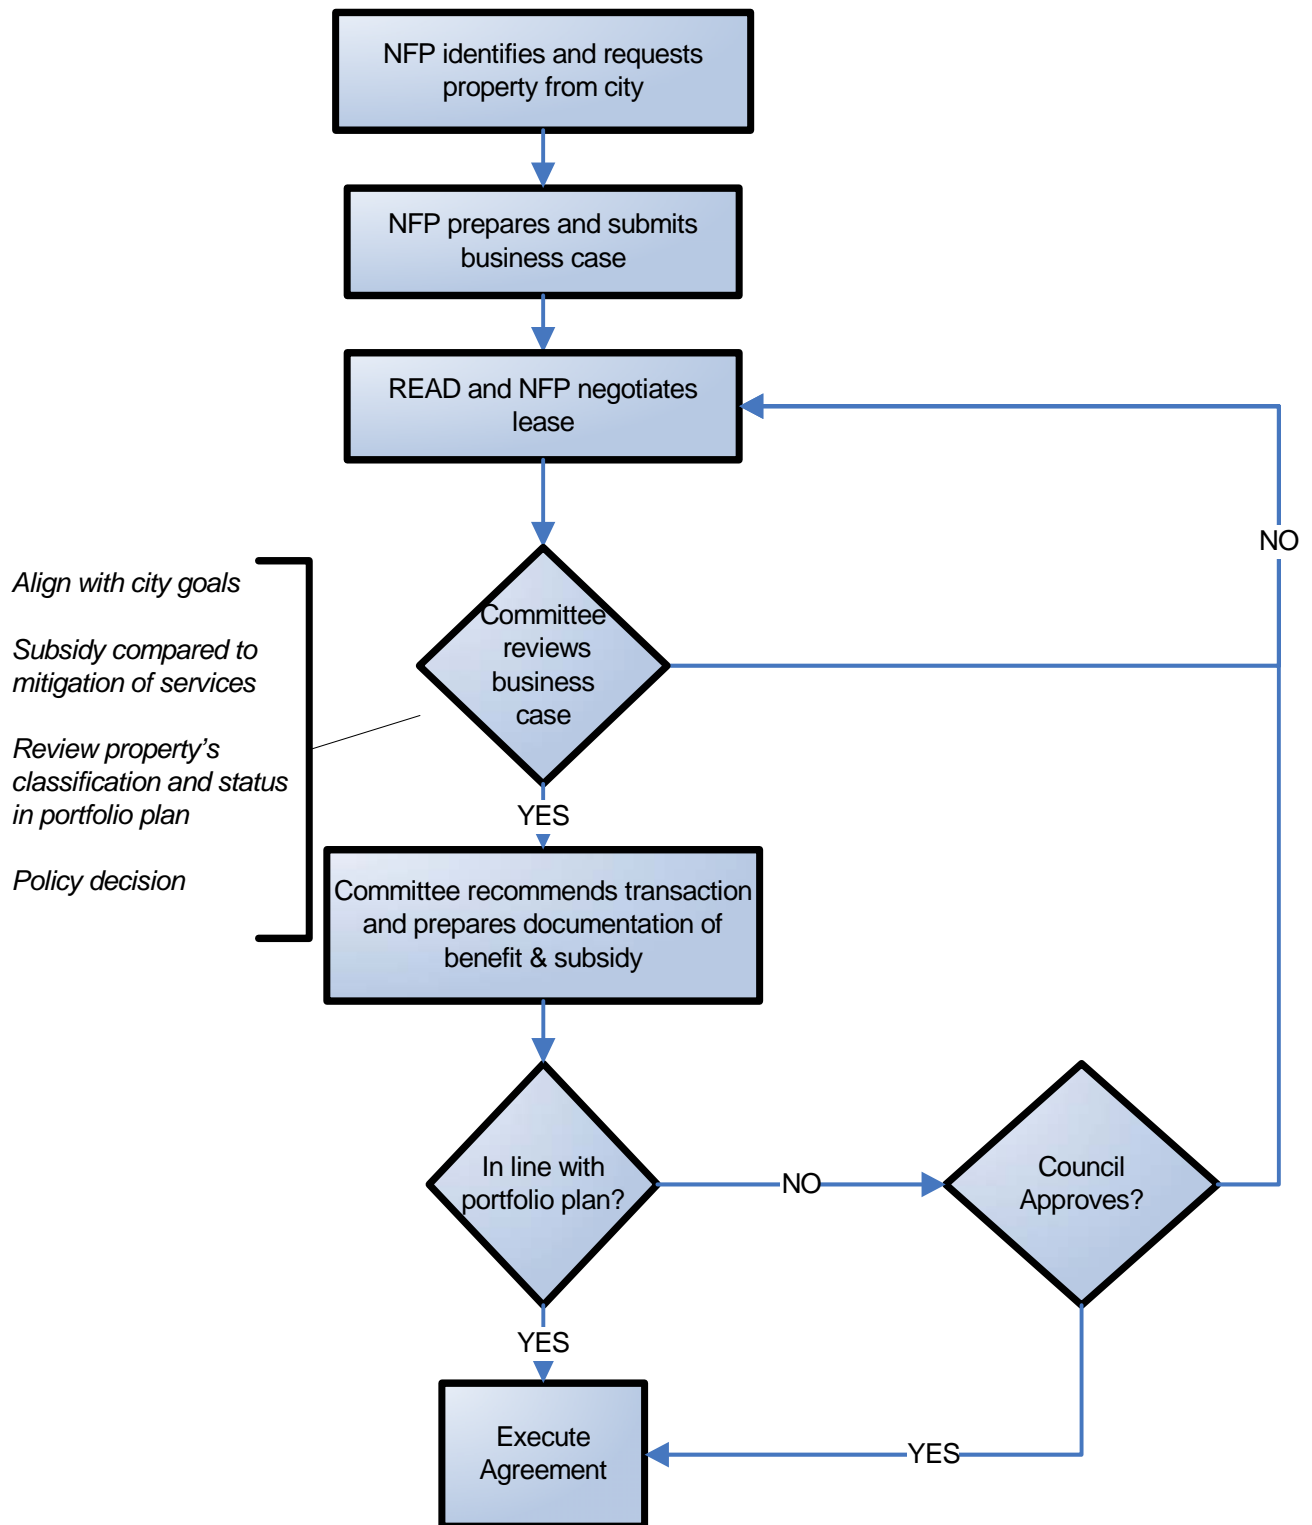 NFP identifies and requests
property from city
NFP prepares and submits
business case
READ and NFP negotiates
lease
NO
Align with city goals
Subsidy compared to
mitigation of services
Review property’s
classification and status
in portfolio plan
Policy decision
Committee
reviews
business
case
YES
Committee recommends transaction
and prepares documentation of
benefit & subsidy
In line with
portfolio plan?
NO
Council
Approves?
YES
Execute
Agreement
YES